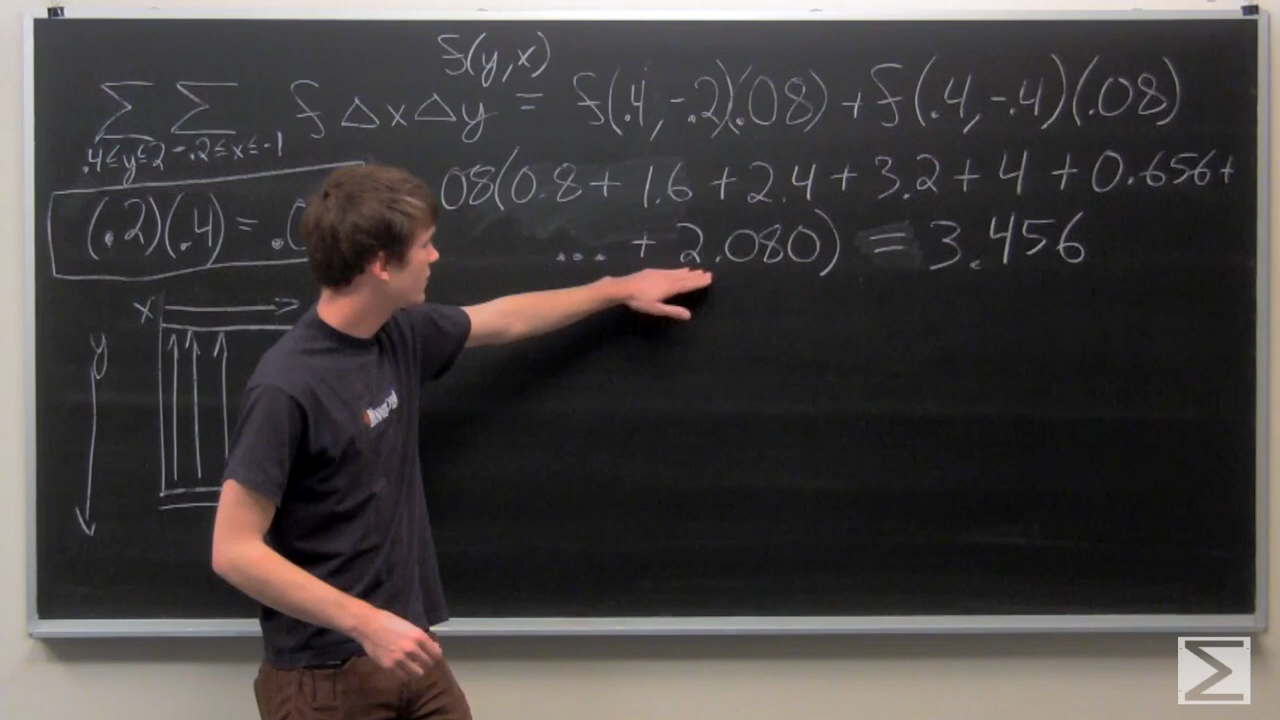 f(y,x)
∑ ∑ f Δx Δy = f(.4, -.2)(.08) + f(.4, -.4)(.08)
.4≤y≤2 -.2≤x≤-1
08(0.8 + 1.6 + 2.4 + 3.2 + 4 + 0.656+
(.2)(.4) = .0
... + 2.080) = 3.456
x
y
∑